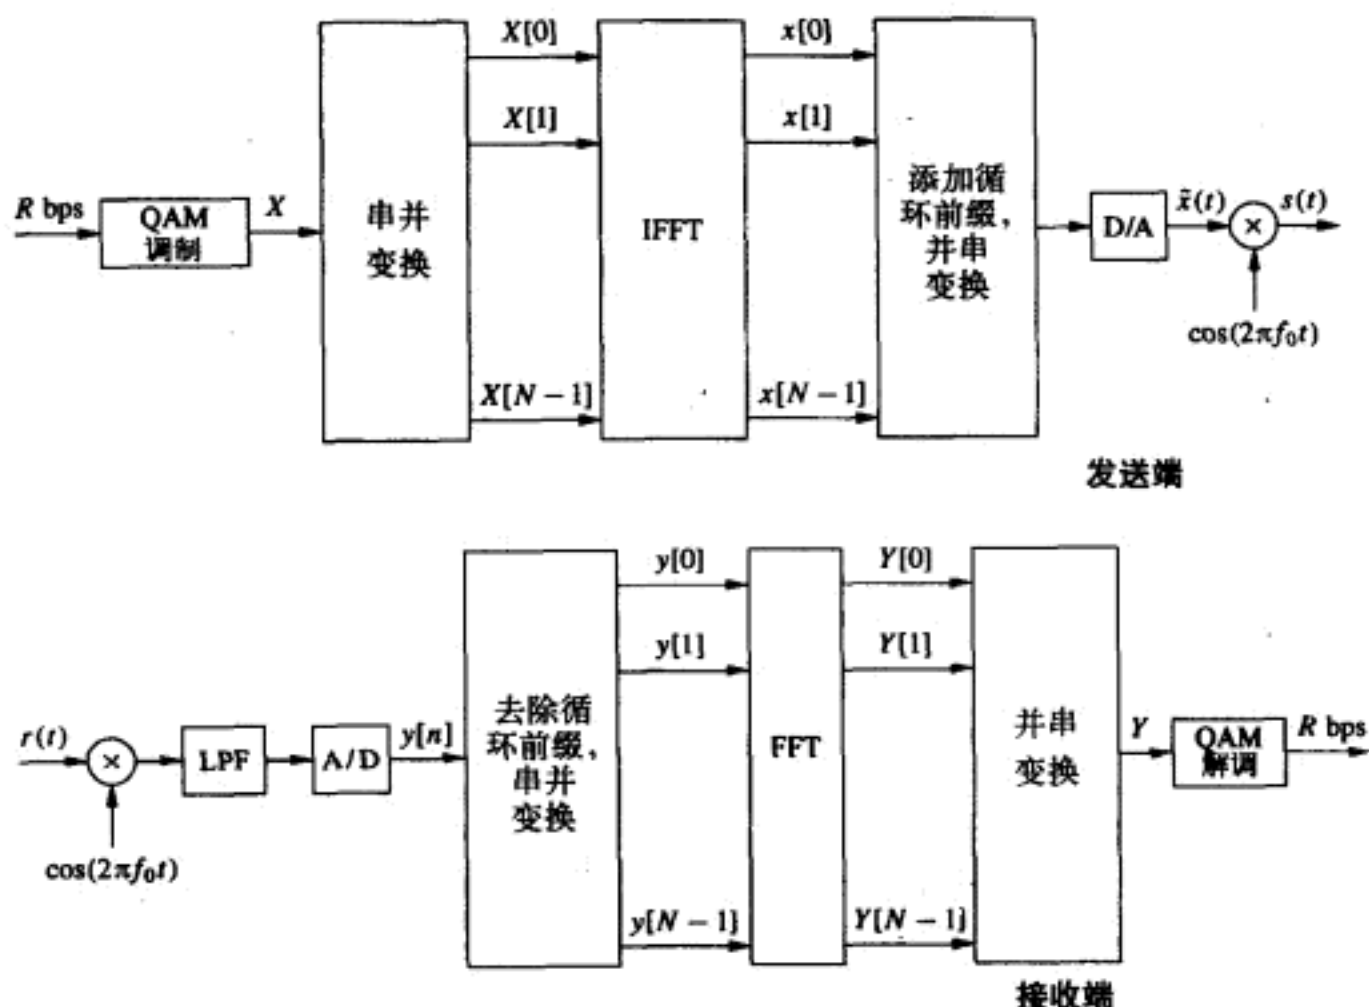 X[0]
x[0]
X[1]
x[1]
R bps
QAM
调制
X
串并
变换
IFFT
添加循
环前缀,
并串
变换
D/A
x̃(t)
×
s(t)
cos(2πf₀t)
X[N − 1]
x[N − 1]
发送端
y[0]
Y[0]
y[1]
Y[1]
r(t)
×
LPF
A/D
y[n]
去除循
环前缀,
串并
变换
FFT
并串
变换
Y
QAM
解调
R bps
cos(2πf₀t)
y[N − 1]
Y[N − 1]
接收端